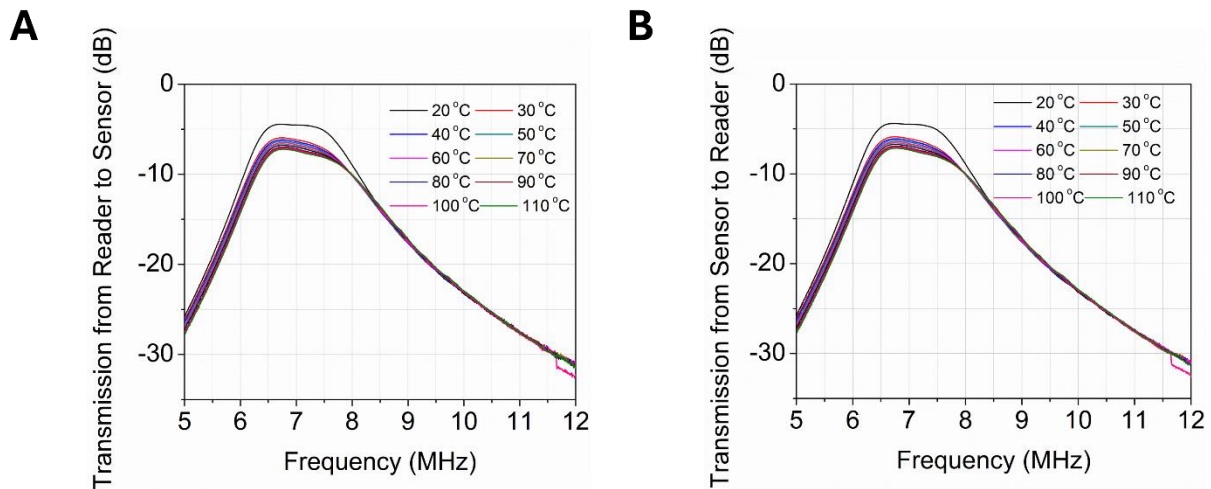 A
Transmission from Reader to Sensor (dB)
0
-10
-20
-30
20 °C 30 °C
40 °C 50 °C
60 °C 70 °C
80 °C 90 °C
100 °C 110 °C
5 6 7 8 9 10 11 12
Frequency (MHz)
B
Transmission from Sensor to Reader (dB)
0
-10
-20
-30
20 °C 30 °C
40 °C 50 °C
60 °C 70 °C
80 °C 90 °C
100 °C 110 °C
5 6 7 8 9 10 11 12
Frequency (MHz)